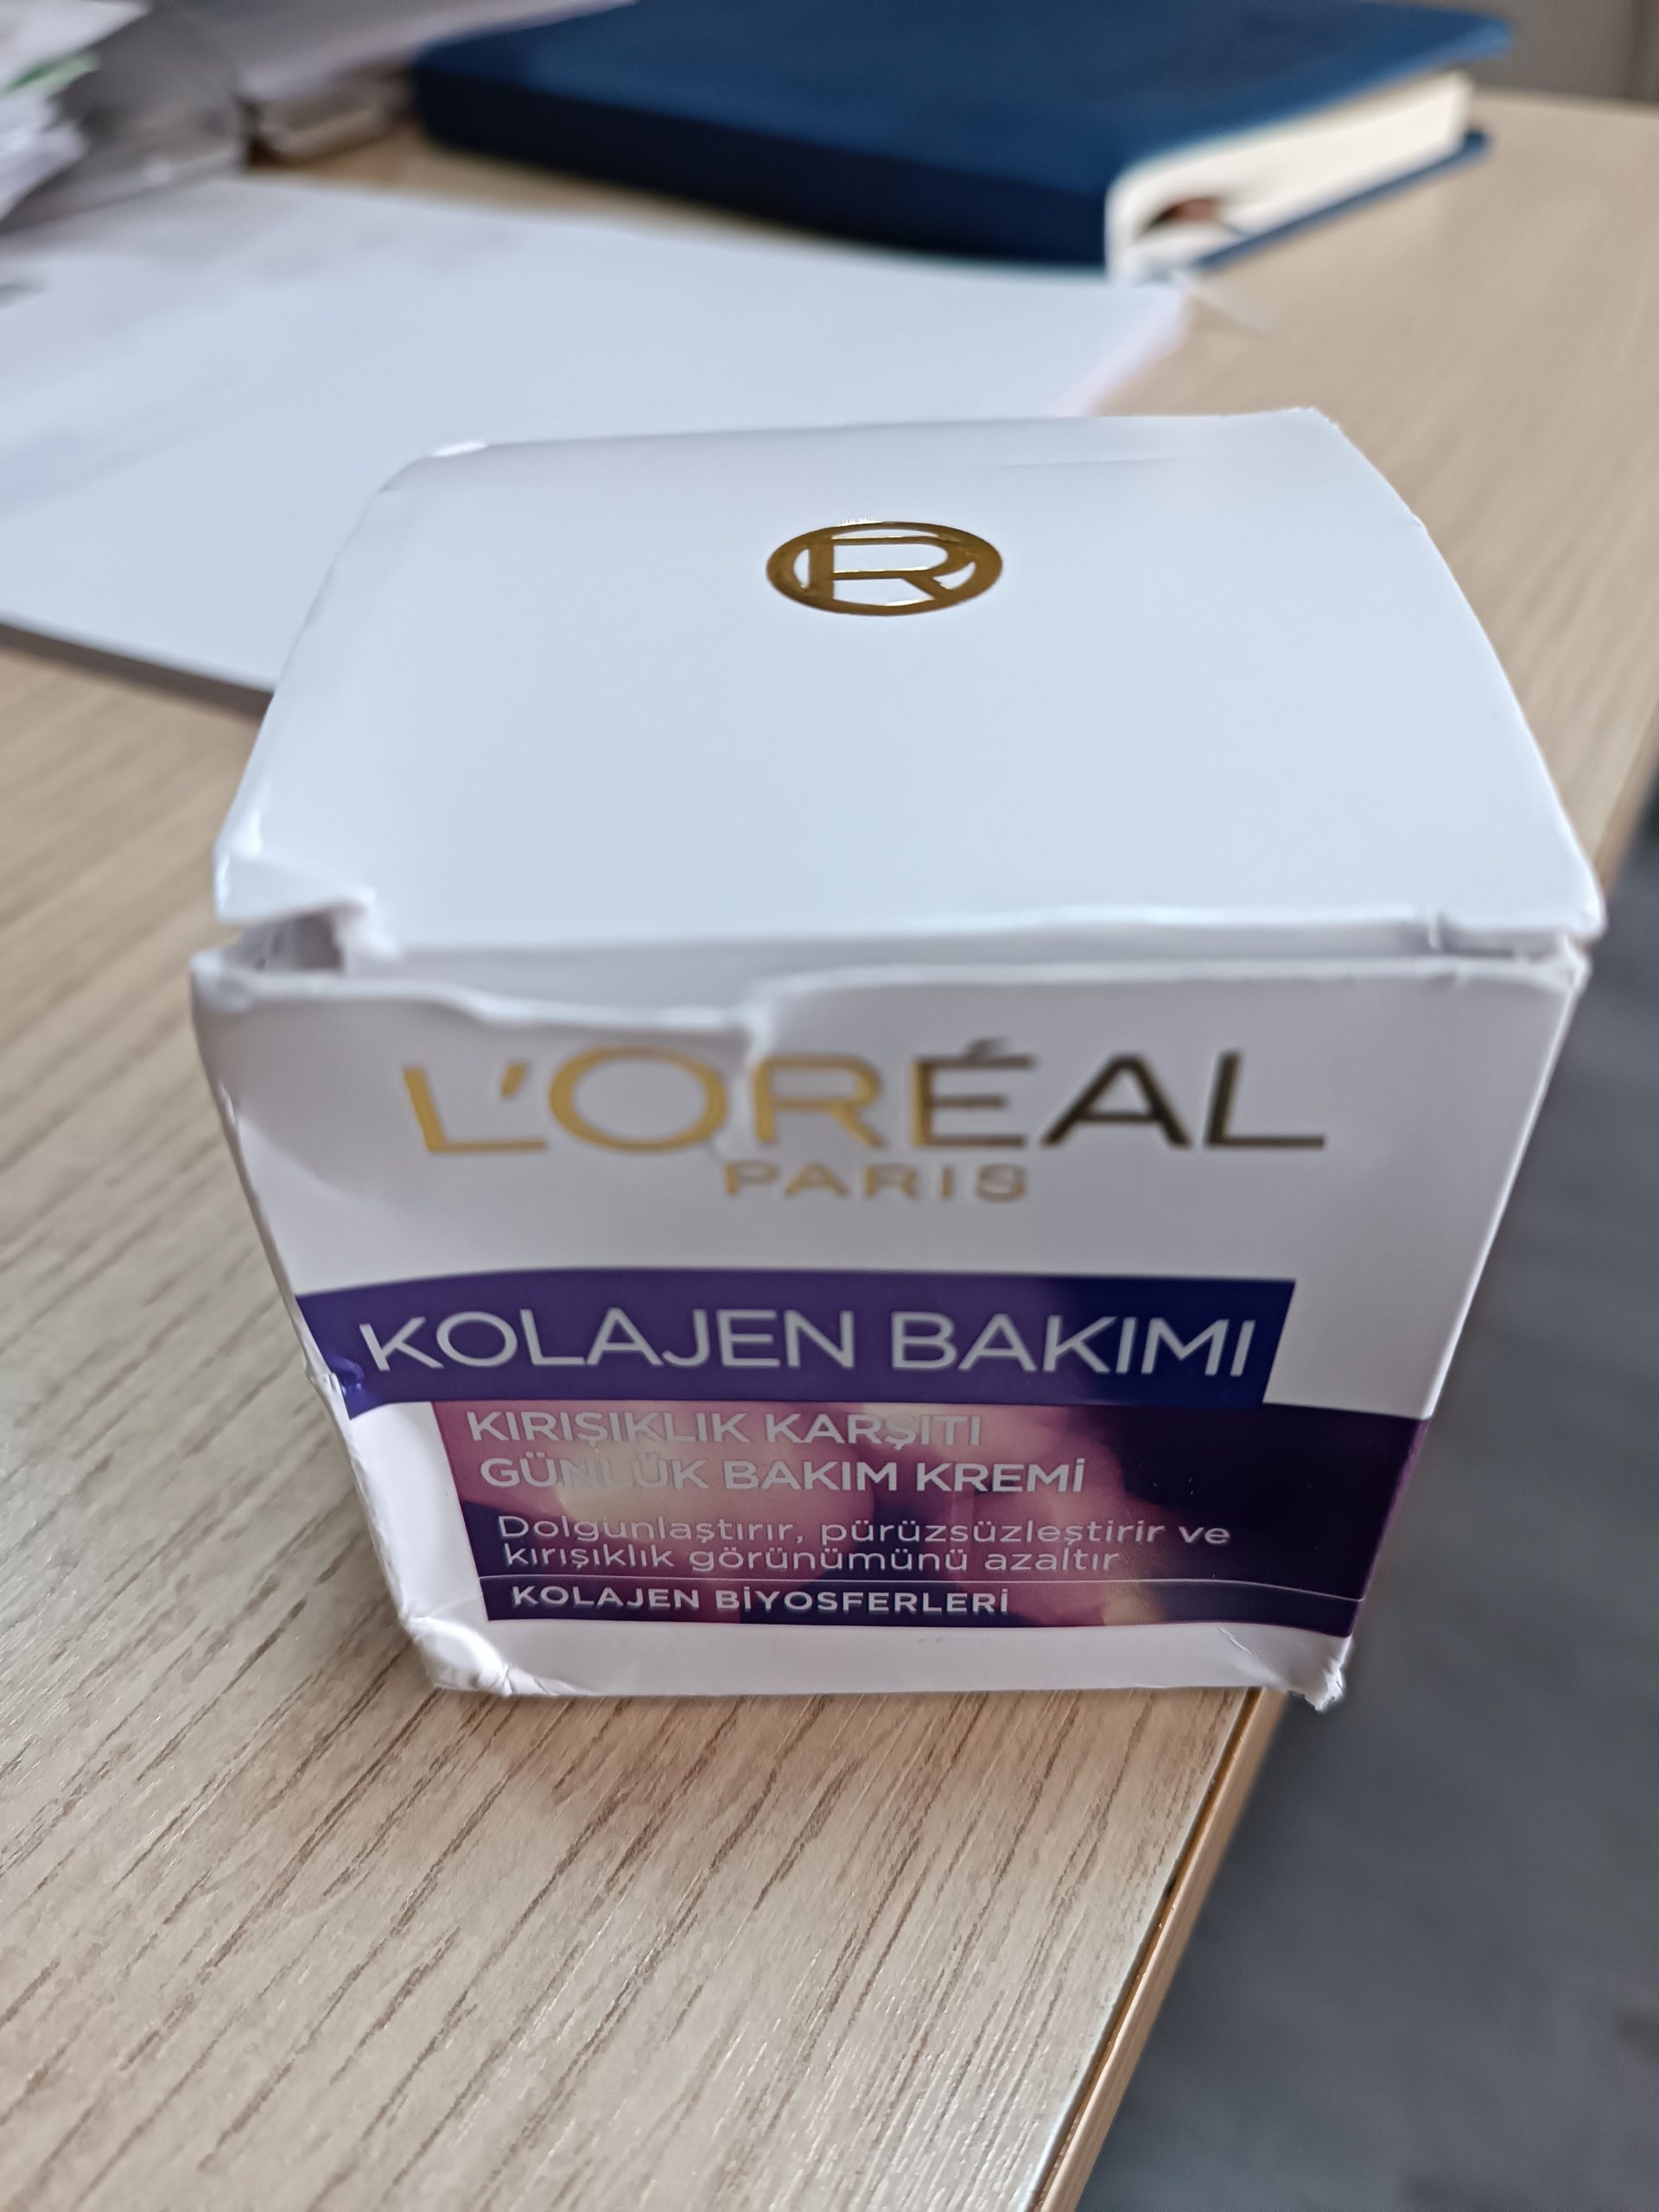 R
L'ORÉAL
PARIS
KOLAJEN BAKIMI
KIRIŞIKLIK KARŞITI
GÜNLÜK BAKIM KREMİ
Dolgunlaştırır, pürüzsüzleştirir ve
kırışıklık görünümünü azaltır
KOLAJEN BİYOSFERLERİ